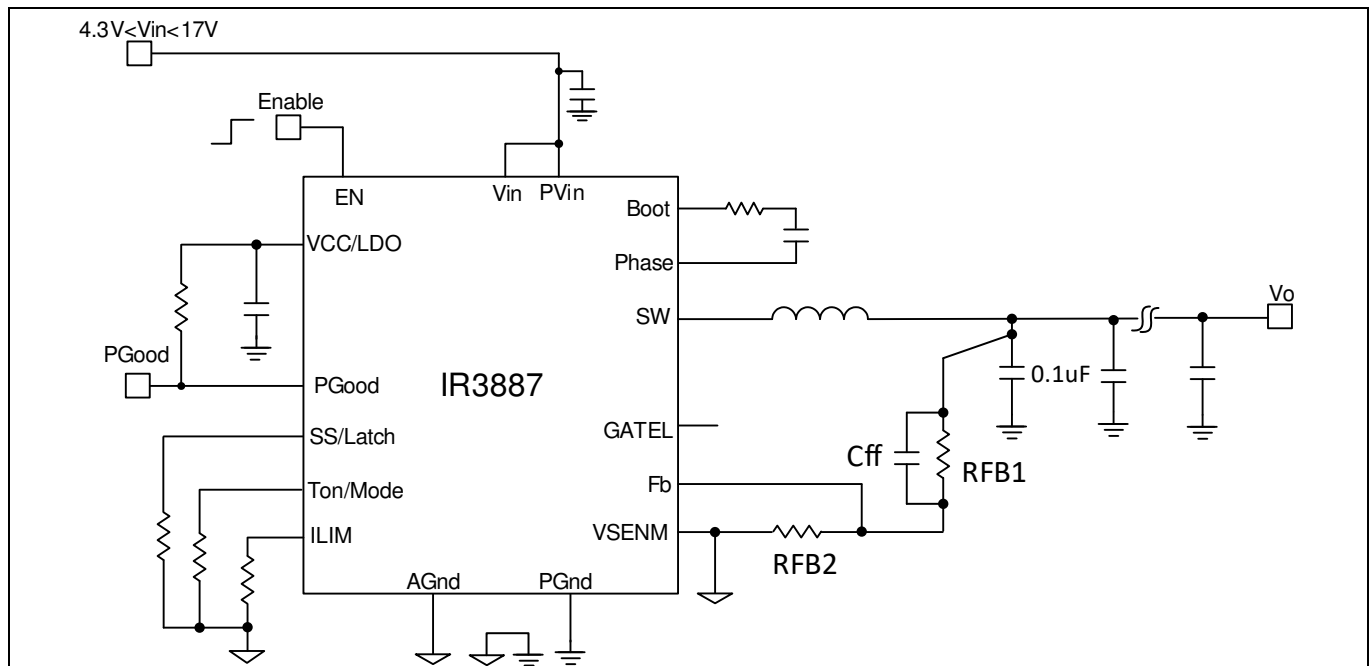 4.3V<Vin<17V
Enable
EN
Vin
PVin
Boot
VCC/LDO
Phase
SW
Vo
PGood
PGood
IR3887
0.1uF
SS/Latch
GATEL
Cff
RFB1
Ton/Mode
Fb
ILIM
VSENM
RFB2
AGnd
PGnd